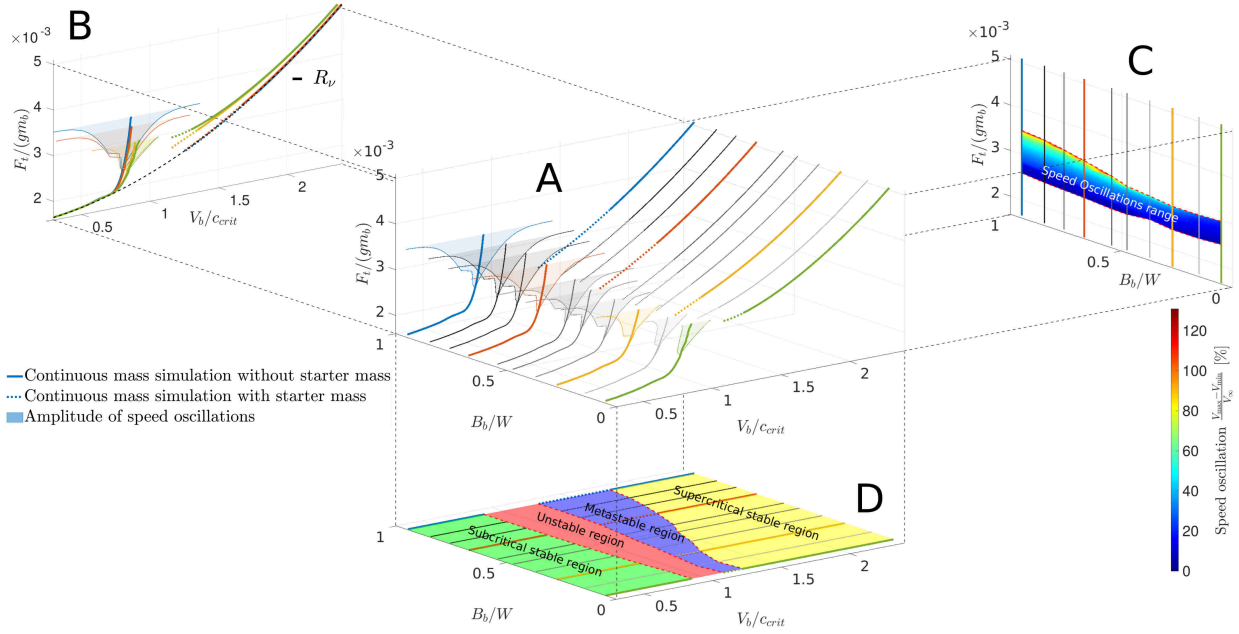 B
×10⁻³
5
4
3
2
F_t/(gm_b)
0.5
1
1.5
2
V_b/c_crit
R_ν
A
×10⁻³
5
4
3
2
F_t/(gm_b)
1
0.5
0
B_b/W
0.5
1
1.5
2
V_b/c_crit
C
×10⁻³
5
4
3
2
1
F_t/(gm_b)
Speed Oscillations range
0.5
0
B_b/W
Continuous mass simulation without starter mass
Continuous mass simulation with starter mass
Amplitude of speed oscillations
120
100
80
60
40
20
0
Speed oscillation (V_max−V_min)/V_∞ [%]
D
Supercritical stable region
Metastable region
Unstable region
Subcritical stable region
1
0.5
0
B_b/W
0.5
1
1.5
2
V_b/c_crit